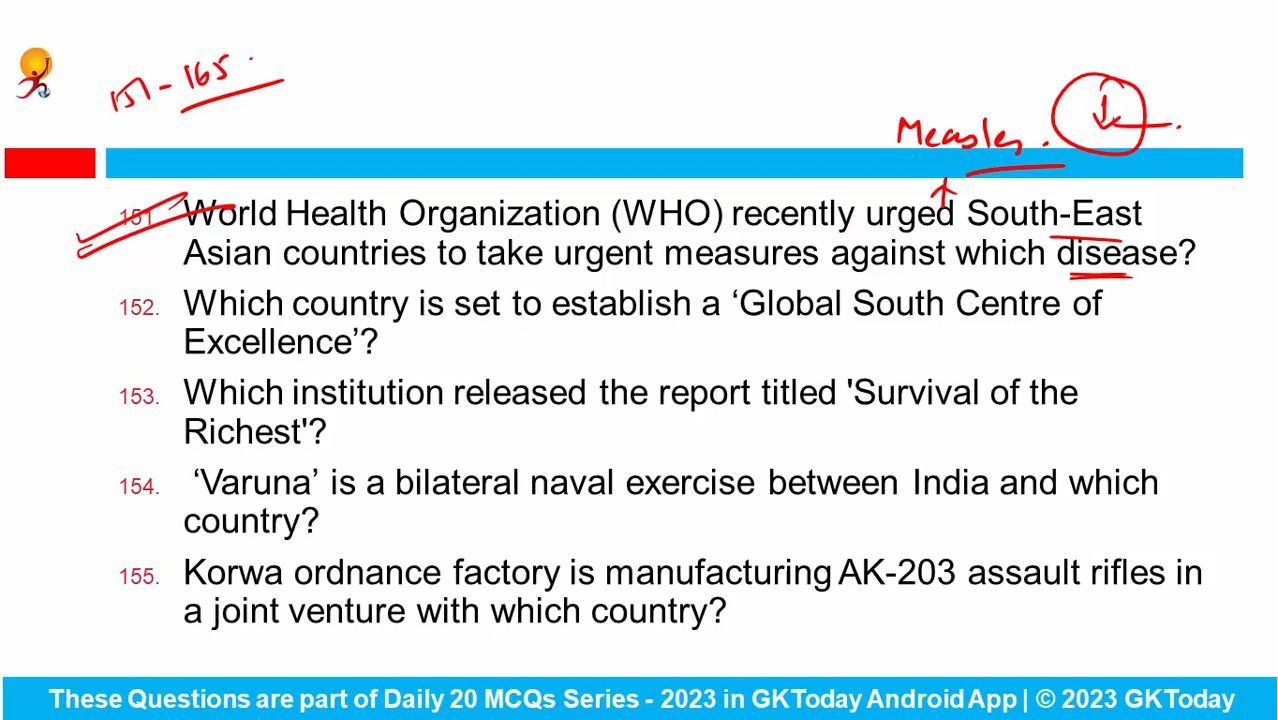 151 - 165.
Measles.
151. World Health Organization (WHO) recently urged South-East
Asian countries to take urgent measures against which disease?
152. Which country is set to establish a ‘Global South Centre of
Excellence’?
153. Which institution released the report titled 'Survival of the
Richest'?
154. ‘Varuna’ is a bilateral naval exercise between India and which
country?
155. Korwa ordnance factory is manufacturing AK-203 assault rifles in
a joint venture with which country?
These Questions are part of Daily 20 MCQs Series - 2023 in GKToday Android App | © 2023 GKToday